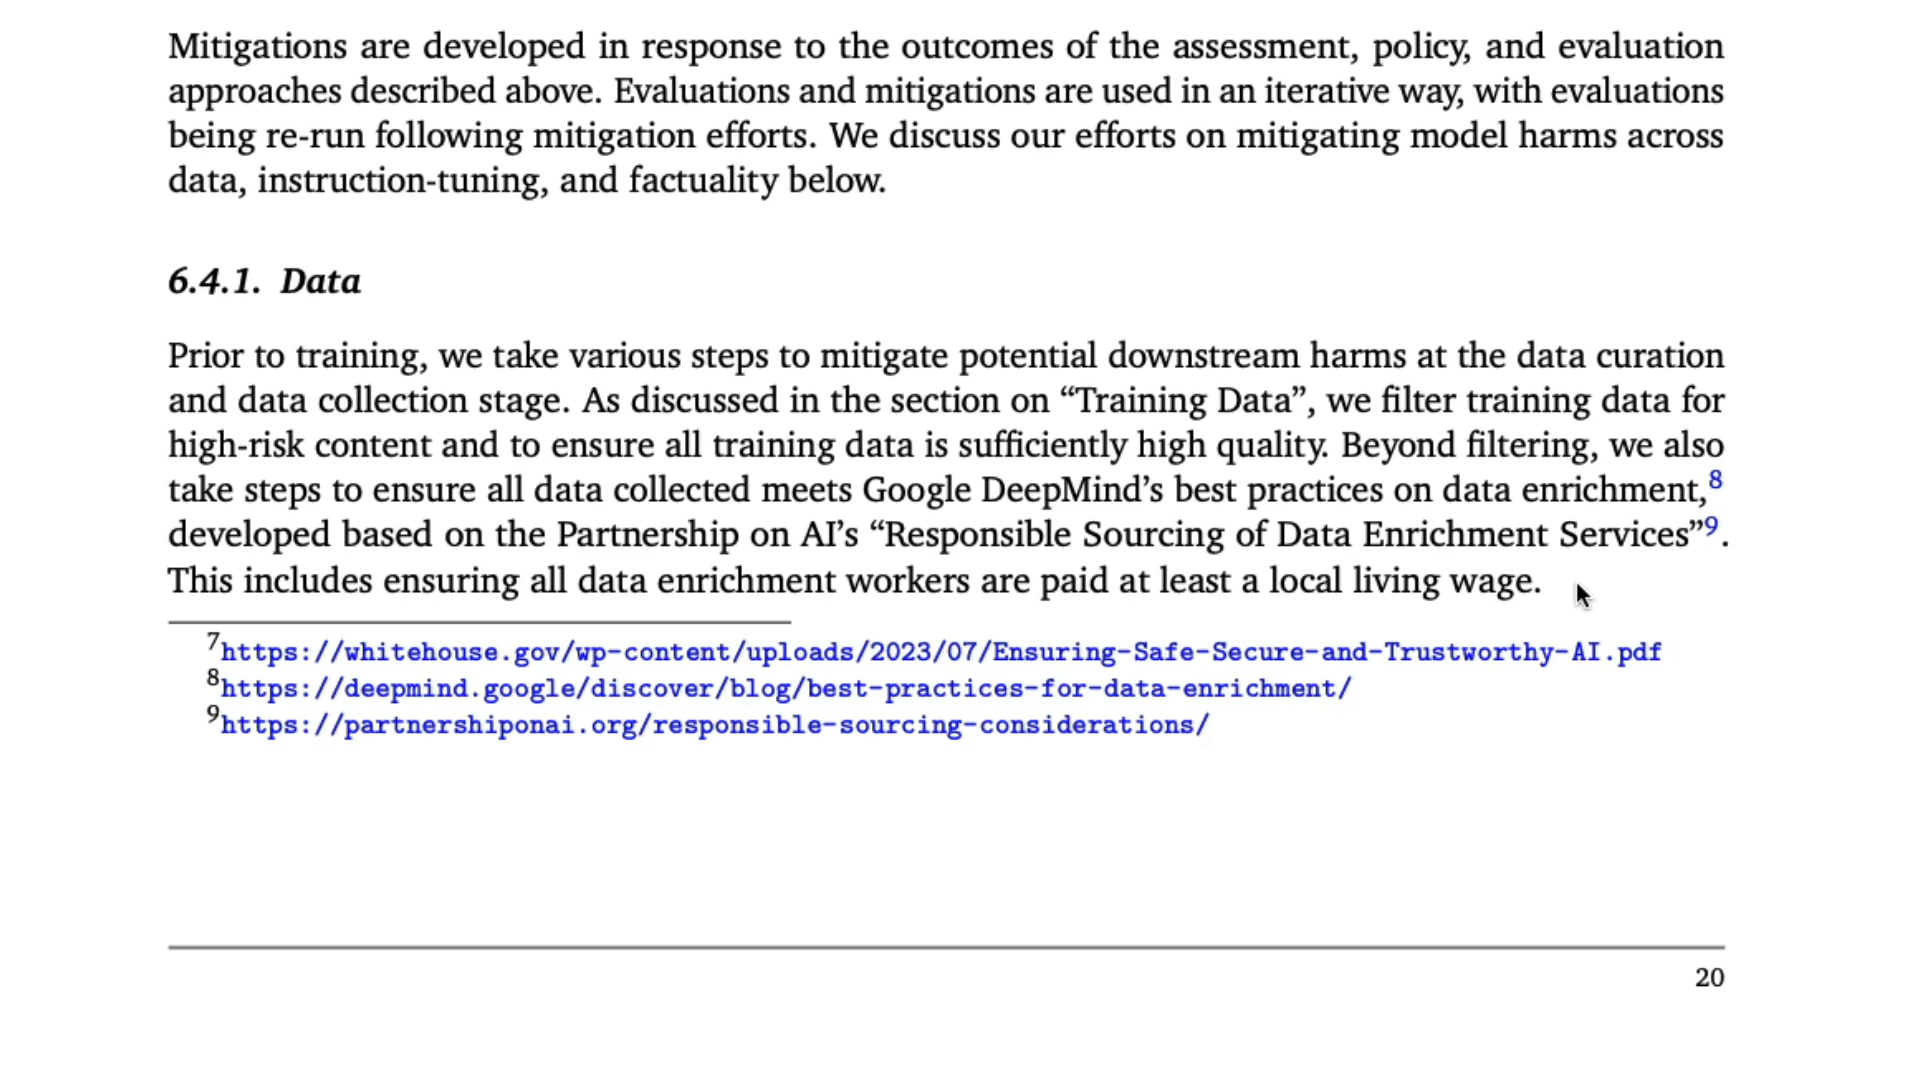 Mitigations are developed in response to the outcomes of the assessment, policy, and evaluation
approaches described above. Evaluations and mitigations are used in an iterative way, with evaluations
being re-run following mitigation efforts. We discuss our efforts on mitigating model harms across
data, instruction-tuning, and factuality below.
6.4.1. Data
Prior to training, we take various steps to mitigate potential downstream harms at the data curation
and data collection stage. As discussed in the section on “Training Data”, we filter training data for
high-risk content and to ensure all training data is sufficiently high quality. Beyond filtering, we also
take steps to ensure all data collected meets Google DeepMind’s best practices on data enrichment,8
developed based on the Partnership on AI’s “Responsible Sourcing of Data Enrichment Services”9.
This includes ensuring all data enrichment workers are paid at least a local living wage.
7https://whitehouse.gov/wp-content/uploads/2023/07/Ensuring-Safe-Secure-and-Trustworthy-AI.pdf
8https://deepmind.google/discover/blog/best-practices-for-data-enrichment/
9https://partnershiponai.org/responsible-sourcing-considerations/
20